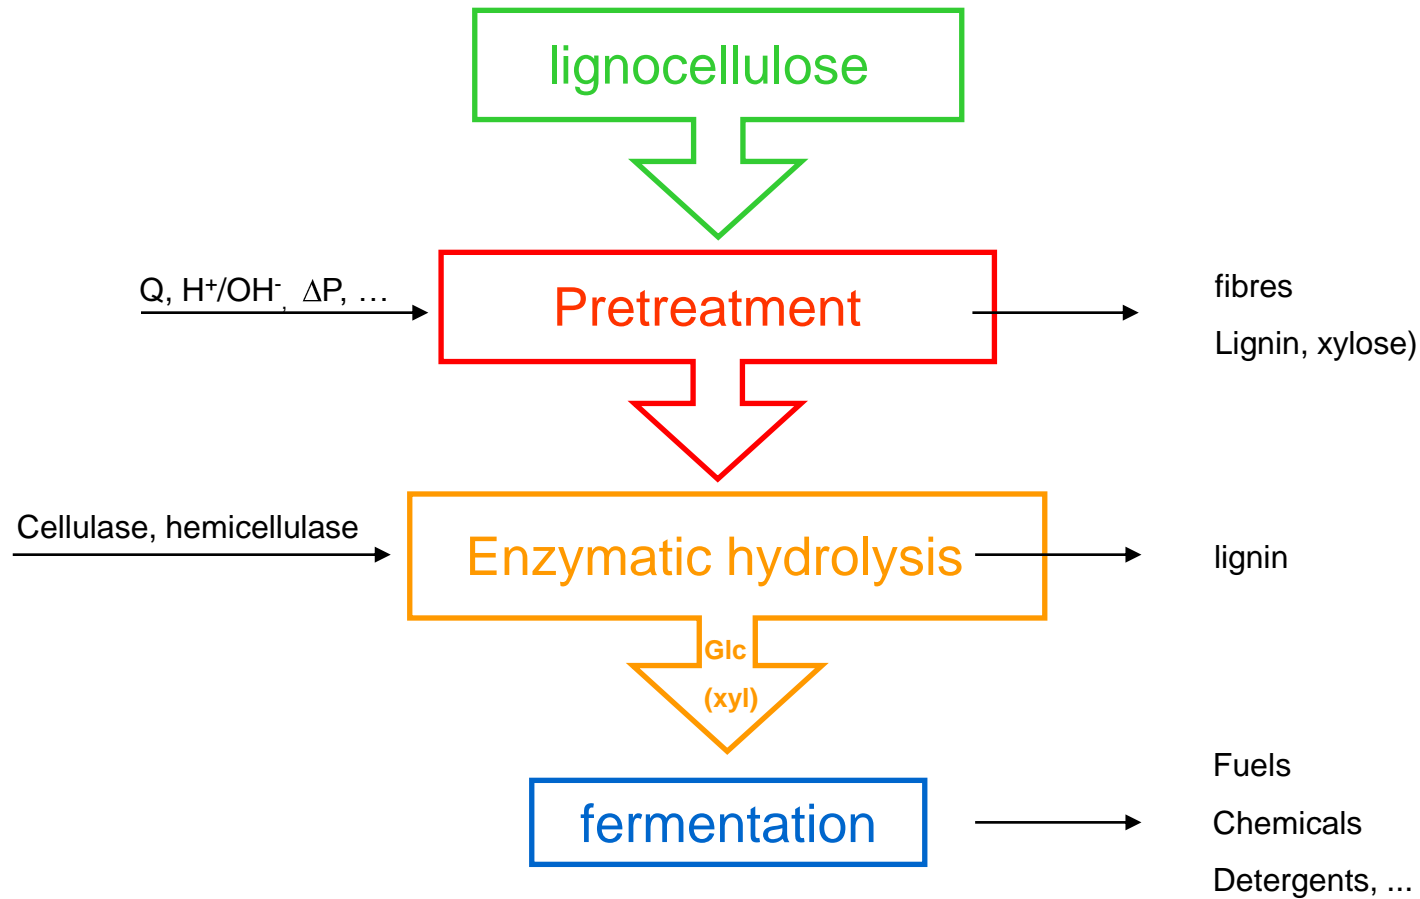 lignocellulose
Q, H⁺/OH⁻, ΔP, …
Pretreatment
fibres
Lignin, xylose)
Cellulase, hemicellulase
Enzymatic hydrolysis
lignin
Glc
(xyl)
fermentation
Fuels
Chemicals
Detergents, ...